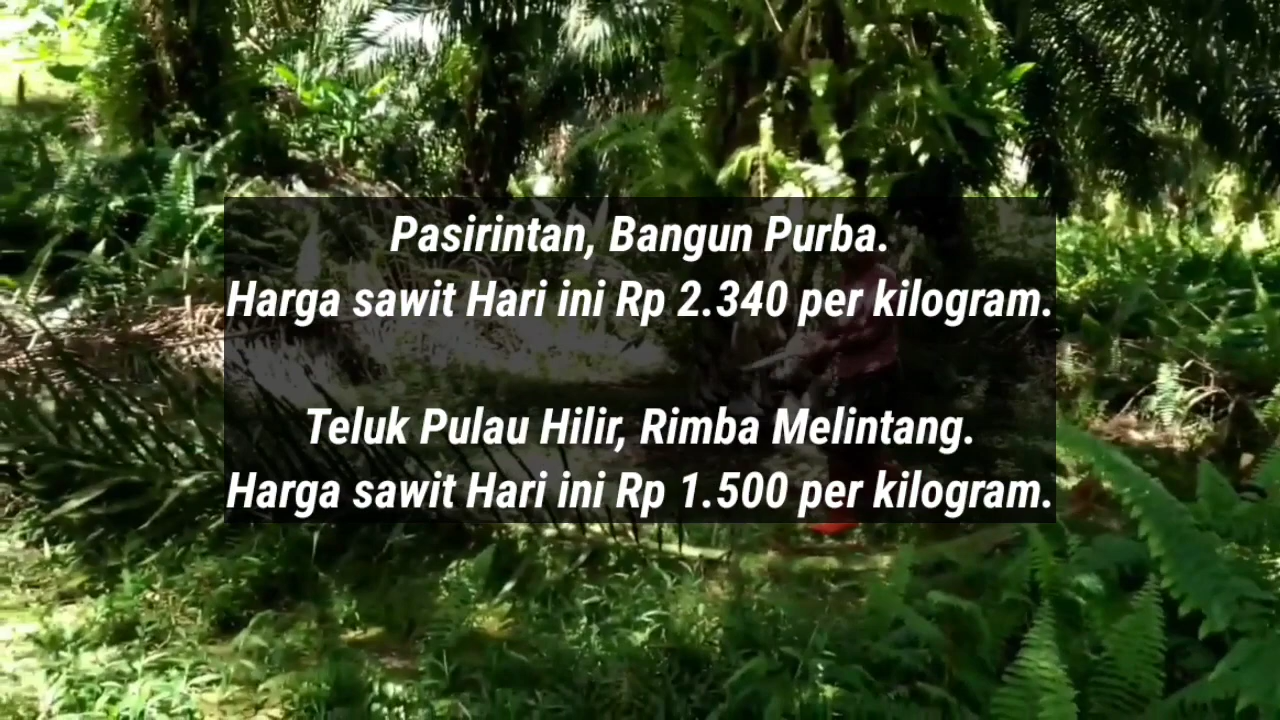 Pasirintan, Bangun Purba.
Harga sawit Hari ini Rp 2.340 per kilogram.
Teluk Pulau Hilir, Rimba Melintang.
Harga sawit Hari ini Rp 1.500 per kilogram.